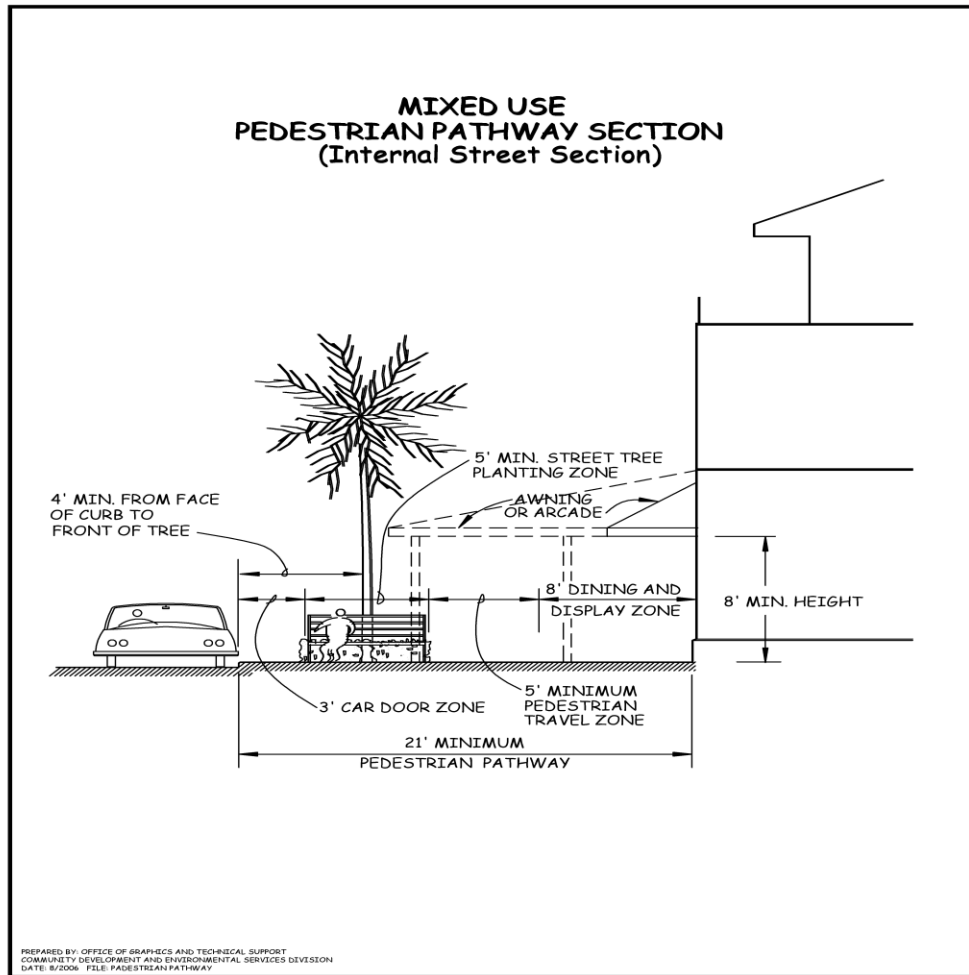 MIXED USE
PEDESTRIAN PATHWAY SECTION
(Internal Street Section)
5' MIN. STREET TREE
PLANTING ZONE
4' MIN. FROM FACE
OF CURB TO
FRONT OF TREE
AWNING
OR ARCADE
8' DINING AND
DISPLAY ZONE
8' MIN. HEIGHT
3' CAR DOOR ZONE
5' MINIMUM
PEDESTRIAN
TRAVEL ZONE
21' MINIMUM
PEDESTRIAN PATHWAY
PREPARED BY: OFFICE OF GRAPHICS AND TECHNICAL SUPPORT
COMMUNITY DEVELOPMENT AND ENVIRONMENTAL SERVICES DIVISION
DATE: 8/2006 FILE: PADESTRIAN PATHWAY